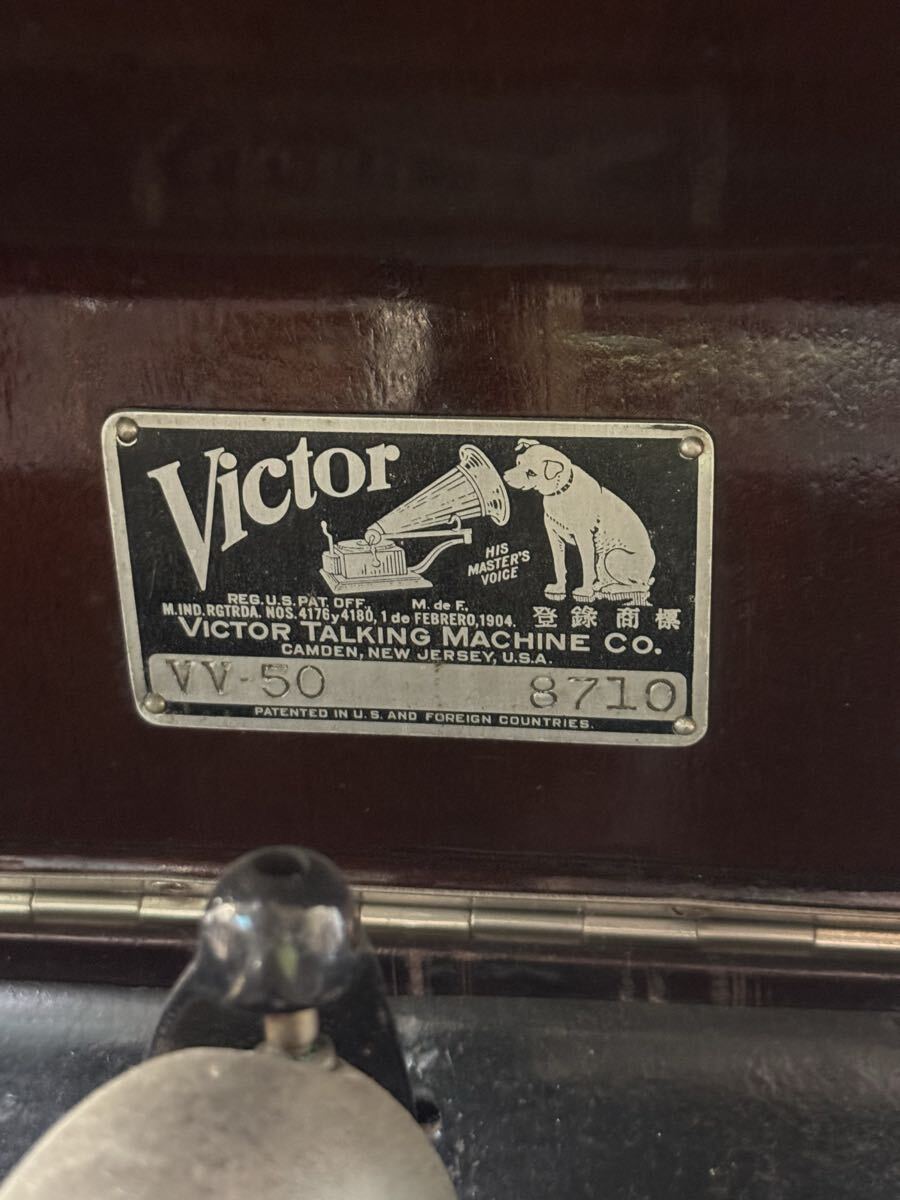 Victor
HIS
MASTER'S
VOICE
REG. U.S. PAT. OFF., M. de F.,
M. IND. RGTRDA. NOS. 4176 y 4180, 1 de FEBRERO, 1904. 登錄商標
VICTOR TALKING MACHINE CO.
CAMDEN, NEW JERSEY, U.S.A.
VV-50 8710
PATENTED IN U.S. AND FOREIGN COUNTRIES.